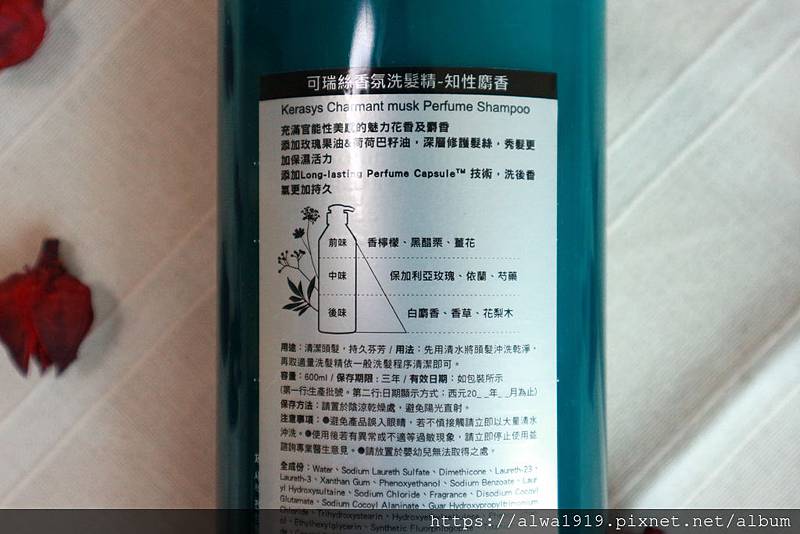 可瑞絲香氛洗髮精-知性麝香
Kerasys Charmant musk Perfume Shampoo
充滿官能性美感的魅力花香及麝香
添加玫瑰果油&荷荷巴籽油，深層修護髮絲，秀髮更
加保濕活力
添加Long-lasting Perfume Capsule™ 技術，洗後香
氣更加持久
前味 香檸檬、黑醋栗、薑花
中味 保加利亞玫瑰、依蘭、芍藥
後味 白麝香、香草、花梨木
用途：清潔頭髮，持久芬芳 / 用法：先用清水將頭髮沖洗乾淨，
再取適量洗髮精依一般洗髮程序清潔即可。
容量：600ml / 保存期限：三年 / 有效日期：如包裝所示
(第一行:生產批號。第二行:日期顯示方式：西元20_ _年_ _月為止)
保存方法：請置於陰涼乾燥處，避免陽光直射。
注意事項：●避免產品誤入眼睛，若不慎接觸請立即以大量清水
沖洗。●使用後若有異常或不適等過敏現象，請立即停止使用並
諮詢專業醫生意見。●請放置於嬰幼兒無法取得之處。
全成份：Water、Sodium Laureth Sulfate、Dimethicone、Laureth-23、
Laureth-3、Xanthan Gum、Phenoxyethanol、Sodium Benzoate、Laur
yl Hydroxysultaine、Sodium Chloride、Fragrance、Disodium Cocoyl
Glutamate、Sodium Cocoyl Alaninate、Guar Hydroxypropyltrimonium
Chloride、Trihydroxystearin、
Ethylhexylglycerin、Synthetic Fluorphlogopite
https://alwa1919.pixnet.net/album